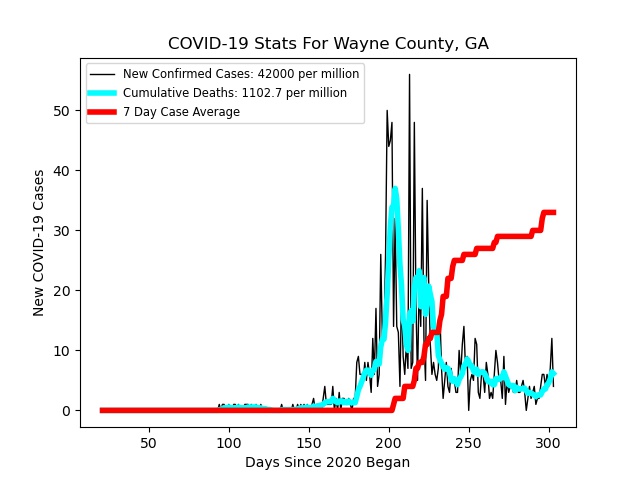 COVID-19 Stats For Wayne County, GA
New Confirmed Cases: 42000 per million
Cumulative Deaths: 1102.7 per million
7 Day Case Average
New COVID-19 Cases
50
40
30
20
10
0
50
100
150
200
250
300
Days Since 2020 Began